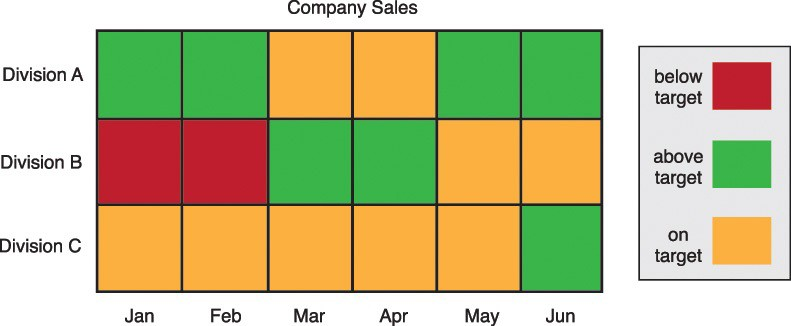 Company Sales
Division A
Division B
Division C
Jan Feb Mar Apr May Jun
below
target
above
target
on
target